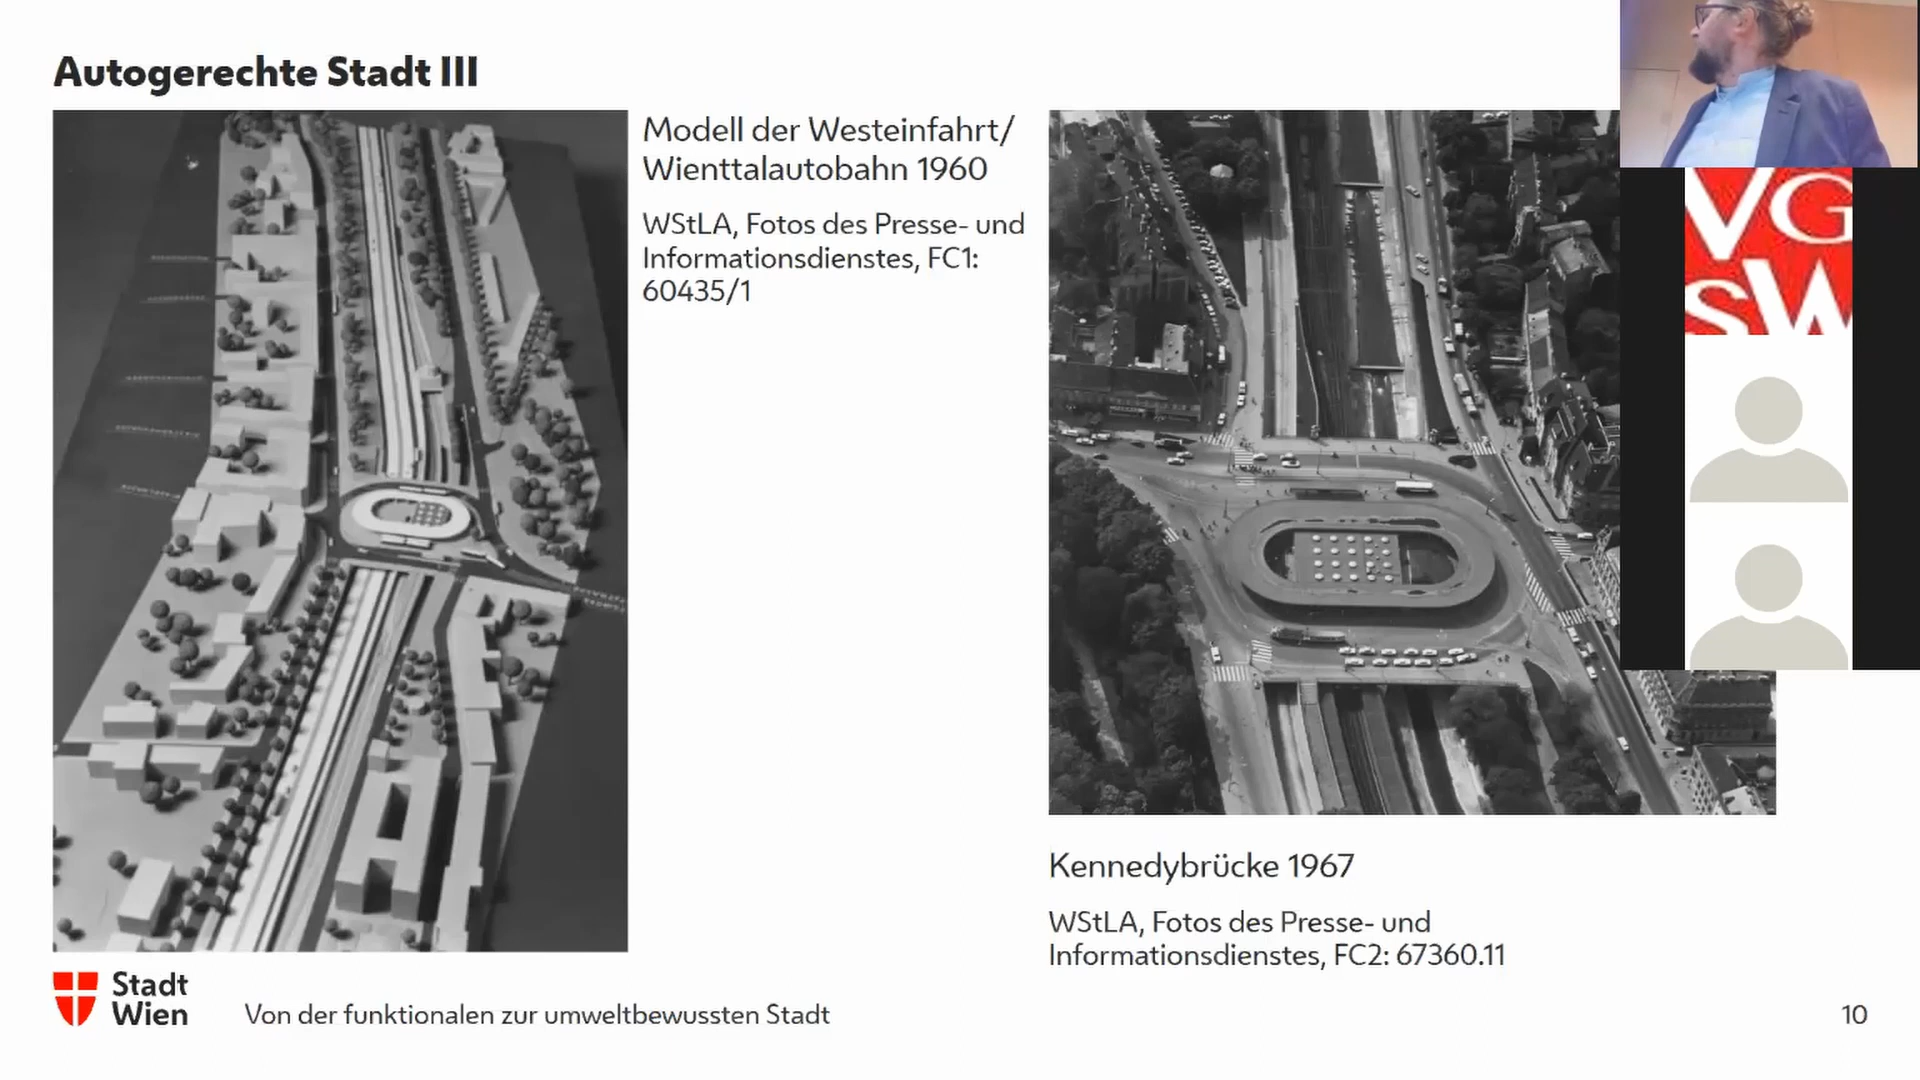 Autogerechte Stadt III
Modell der Westeinfahrt/
Wienttalautobahn 1960
WStLA, Fotos des Presse- und
Informationsdienstes, FC1:
60435/1
Kennedybrücke 1967
WStLA, Fotos des Presse- und
Informationsdienstes, FC2: 67360.11
VG
SW
Stadt
Wien
Von der funktionalen zur umweltbewussten Stadt
10